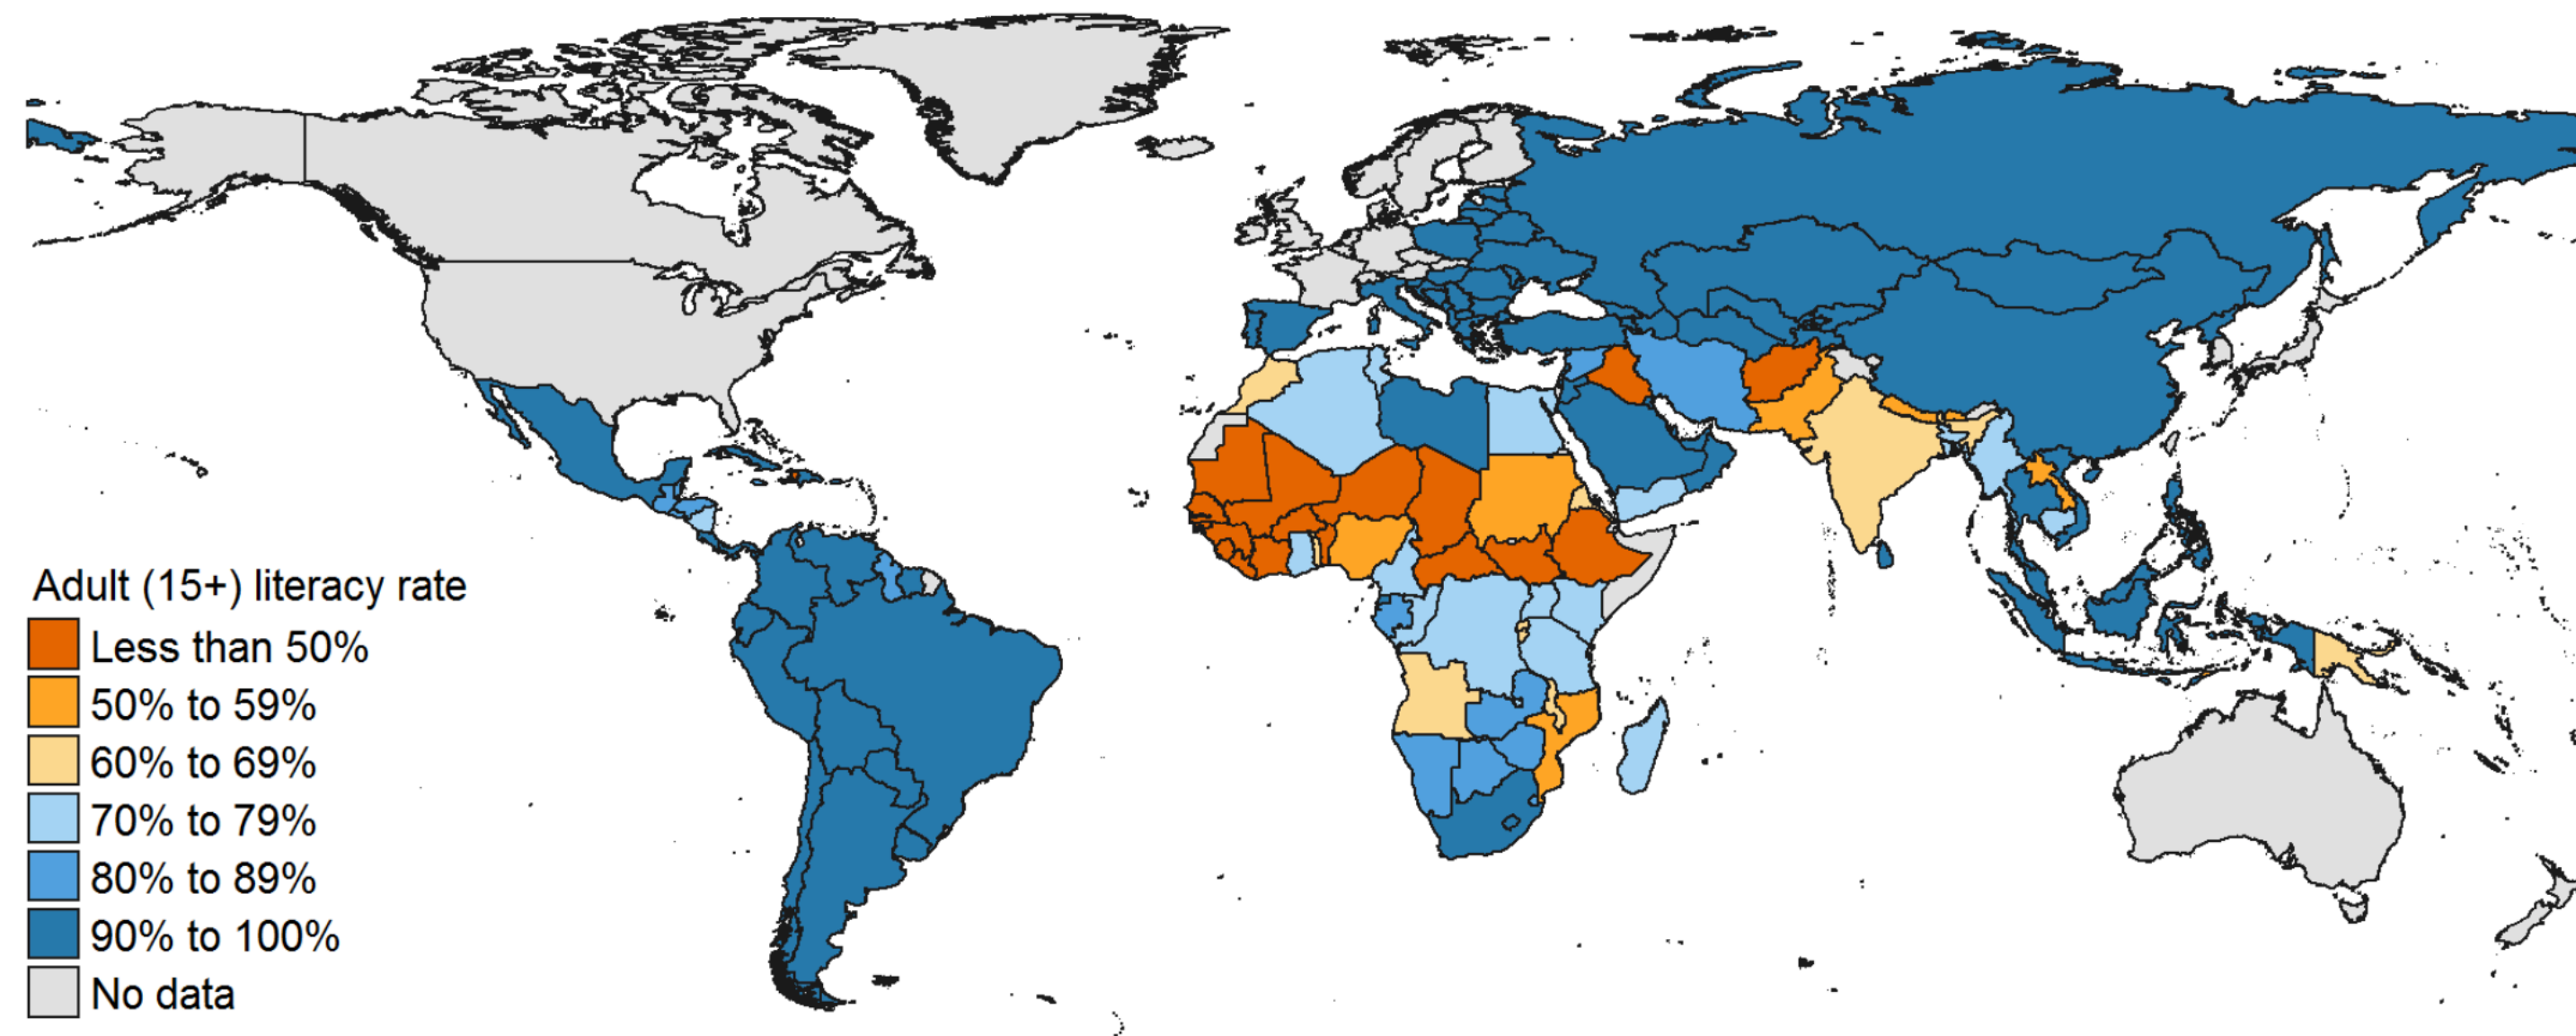 Adult (15+) literacy rate
Less than 50%
50% to 59%
60% to 69%
70% to 79%
80% to 89%
90% to 100%
No data